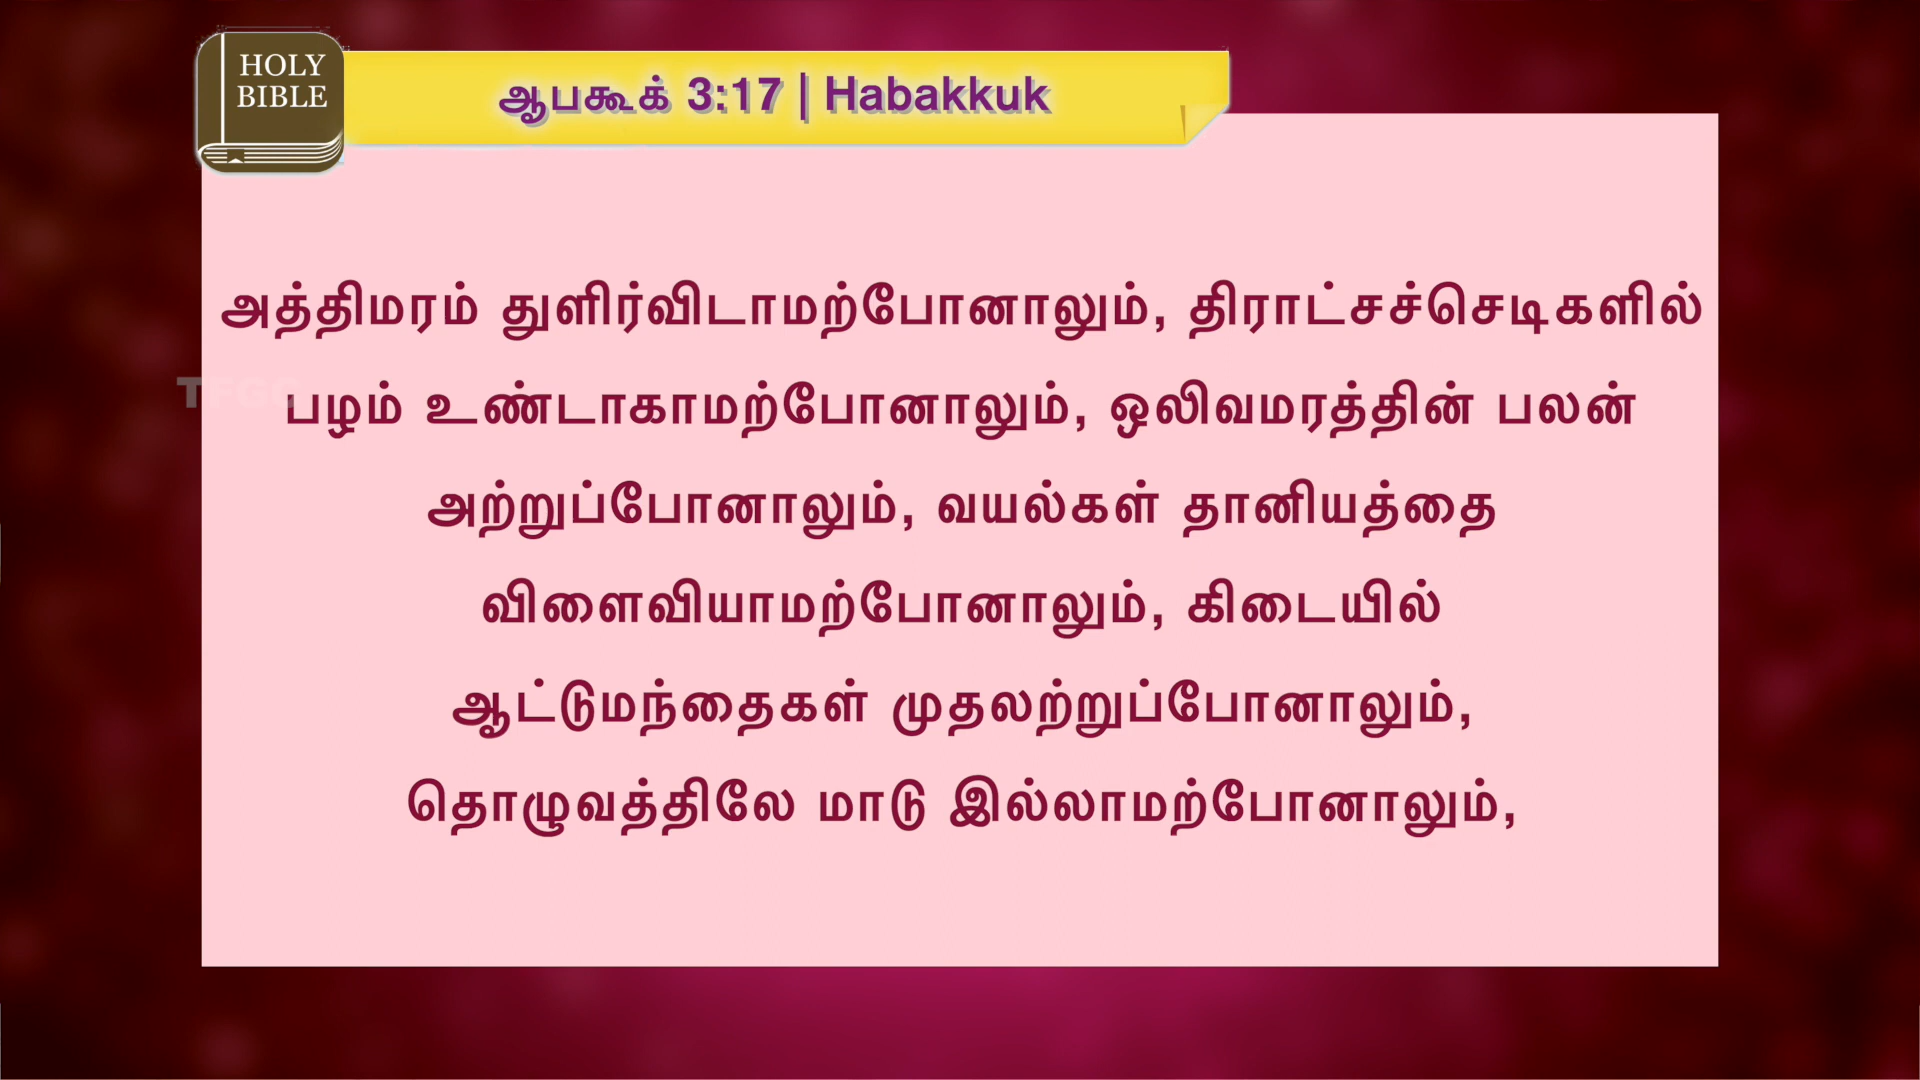 HOLY
BIBLE
ஆபகூக் 3:17 | Habakkuk
அத்திமரம் துளிர்விடாமற்போனாலும், திராட்சச்செடிகளில்
TFGC
பழம் உண்டாகாமற்போனாலும், ஒலிவமரத்தின் பலன்
அற்றுப்போனாலும், வயல்கள் தானியத்தை
விளைவியாமற்போனாலும், கிடையில்
ஆட்டுமந்தைகள் முதலற்றுப்போனாலும்,
தொழுவத்திலே மாடு இல்லாமற்போனாலும்,